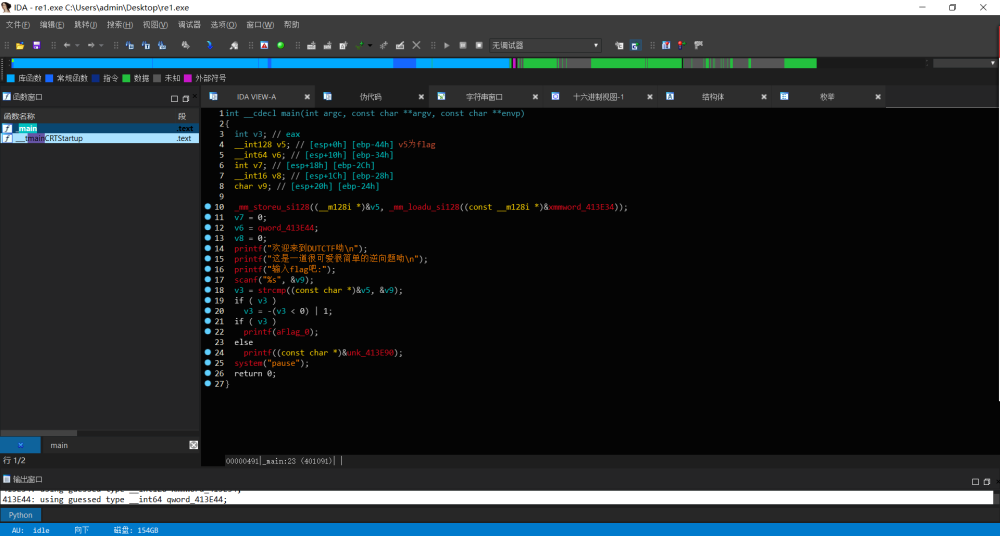 IDA - re1.exe C:\Users\admin\Desktop\re1.exe
文件(F) 编辑(E) 跳转(J) 搜索(H) 视图(V) 调试器 选项(O) 窗口(W) 帮助
无调试器
库函数 常规函数 指令 数据 未知 外部符号
函数窗口
函数名称 段
_main .text
___tmainCRTStartup .text
IDA VIEW-A 伪代码 字符串窗口 十六进制视图-1 结构体 枚举
1 int __cdecl main(int argc, const char **argv, const char **envp)
2 {
3 int v3; // eax
4 __int128 v5; // [esp+0h] [ebp-44h] v5为flag
5 __int64 v6; // [esp+10h] [ebp-34h]
6 int v7; // [esp+18h] [ebp-2Ch]
7 __int16 v8; // [esp+1Ch] [ebp-28h]
8 char v9; // [esp+20h] [ebp-24h]
9
10 _mm_storeu_si128((__m128i *)&v5, _mm_loadu_si128((const __m128i *)&xmmword_413E34));
11 v7 = 0;
12 v6 = qword_413E44;
13 v8 = 0;
14 printf("欢迎来到DUTCTF呦\n");
15 printf("这是一道很可爱很简单的逆向题呦\n");
16 printf("输入flag吧:");
17 scanf("%s", &v9);
18 v3 = strcmp((const char *)&v5, &v9);
19 if ( v3 )
20 v3 = -(v3 < 0) | 1;
21 if ( v3 )
22 printf(aFlag_0);
23 else
24 printf((const char *)&unk_413E90);
25 system("pause");
26 return 0;
27 }
main
行 1/2
00000491 _main:23 (401091)
输出窗口
413E44: using guessed type __int64 qword_413E44;
Python
AU: idle 向下 磁盘: 154GB